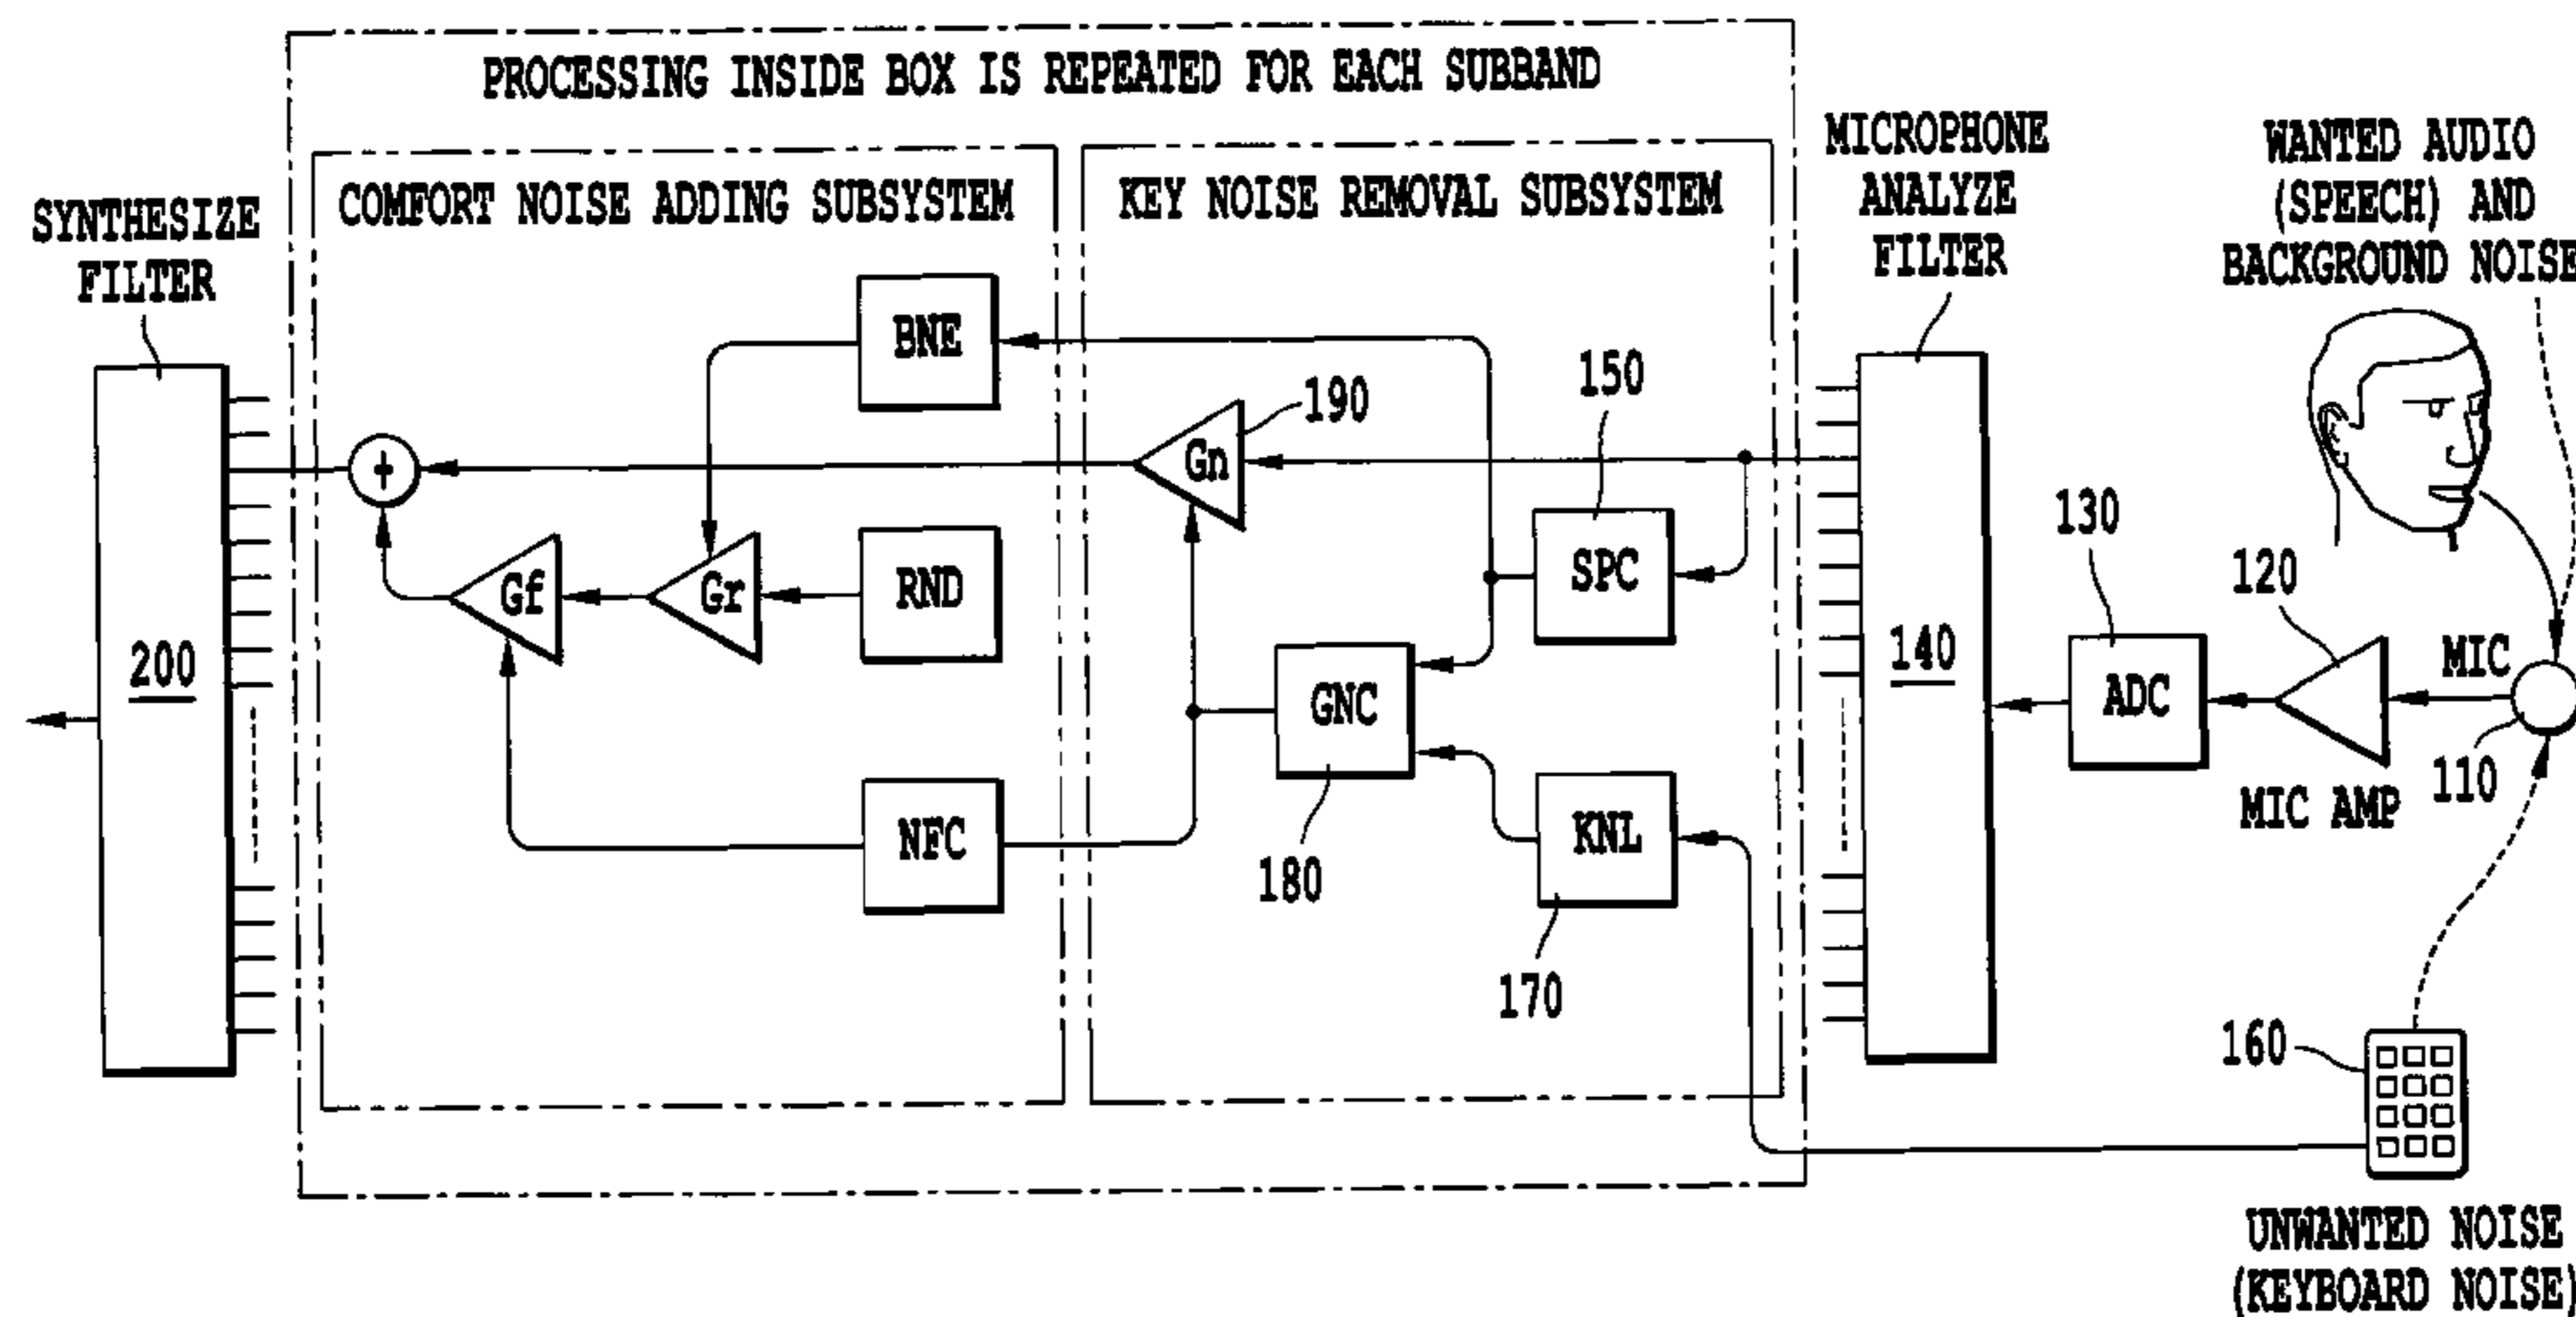 PROCESSING INSIDE BOX IS REPEATED FOR EACH SUBBAND
SYNTHESIZE
FILTER
COMFORT NOISE ADDING SUBSYSTEM
KEY NOISE REMOVAL SUBSYSTEM
MICROPHONE
ANALYZE
FILTER
WANTED AUDIO
(SPEECH) AND
BACKGROUND NOISE
BNE
190
150
Gn
+
SPC
130
120
Gf
Gr
RND
200
GNC
140
ADC
MIC
110
MIC AMP
NFC
180
KNL
170
160
UNWANTED NOISE
(KEYBOARD NOISE)